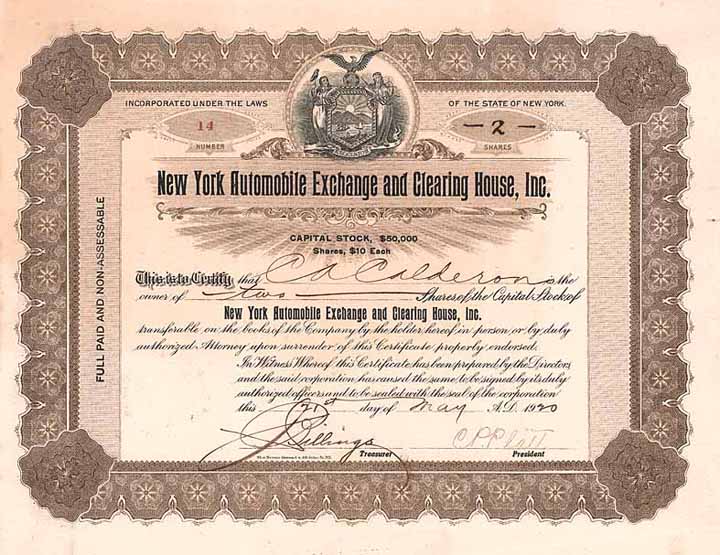 INCORPORATED UNDER THE LAWS OF THE STATE OF NEW YORK.
14
NUMBER
— 2 —
SHARES
New York Automobile Exchange and Clearing House, Inc.
CAPITAL STOCK, $50,000
Shares, $10 Each
FULL PAID AND NON-ASSESSABLE
This is to Certify that C A Calderon is the
owner of — two — Shares of the Capital Stock of
New York Automobile Exchange and Clearing House, Inc.
transferable on the books of the Company by the holder hereof in person or by duly
authorized Attorney upon surrender of this Certificate properly endorsed.
In Witness Whereof this Certificate has been prepared by the Directors
and the said corporation has caused the same to be signed by its duly
authorized officers and to be sealed with the seal of the corporation
this 21st day of May A.D. 1920
Billings
Treasurer
President